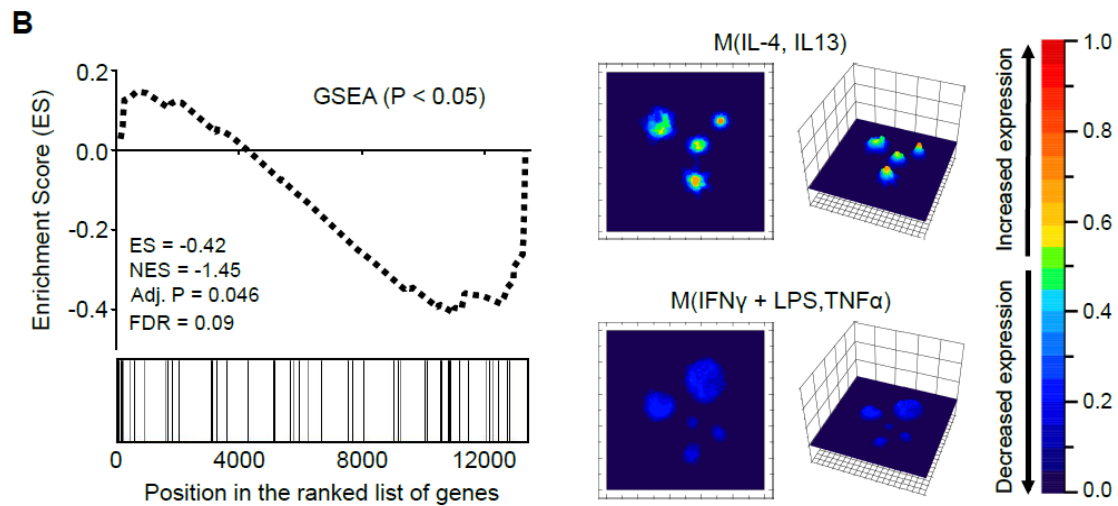 B
Enrichment Score (ES)
0.2
0.0
-0.2
-0.4
GSEA (P < 0.05)
ES = -0.42
NES = -1.45
Adj. P = 0.046
FDR = 0.09
0
4000
8000
12000
Position in the ranked list of genes
M(IL-4, IL13)
M(IFNγ + LPS,TNFα)
Increased expression
Decreased expression
1.0
0.8
0.6
0.4
0.2
0.0